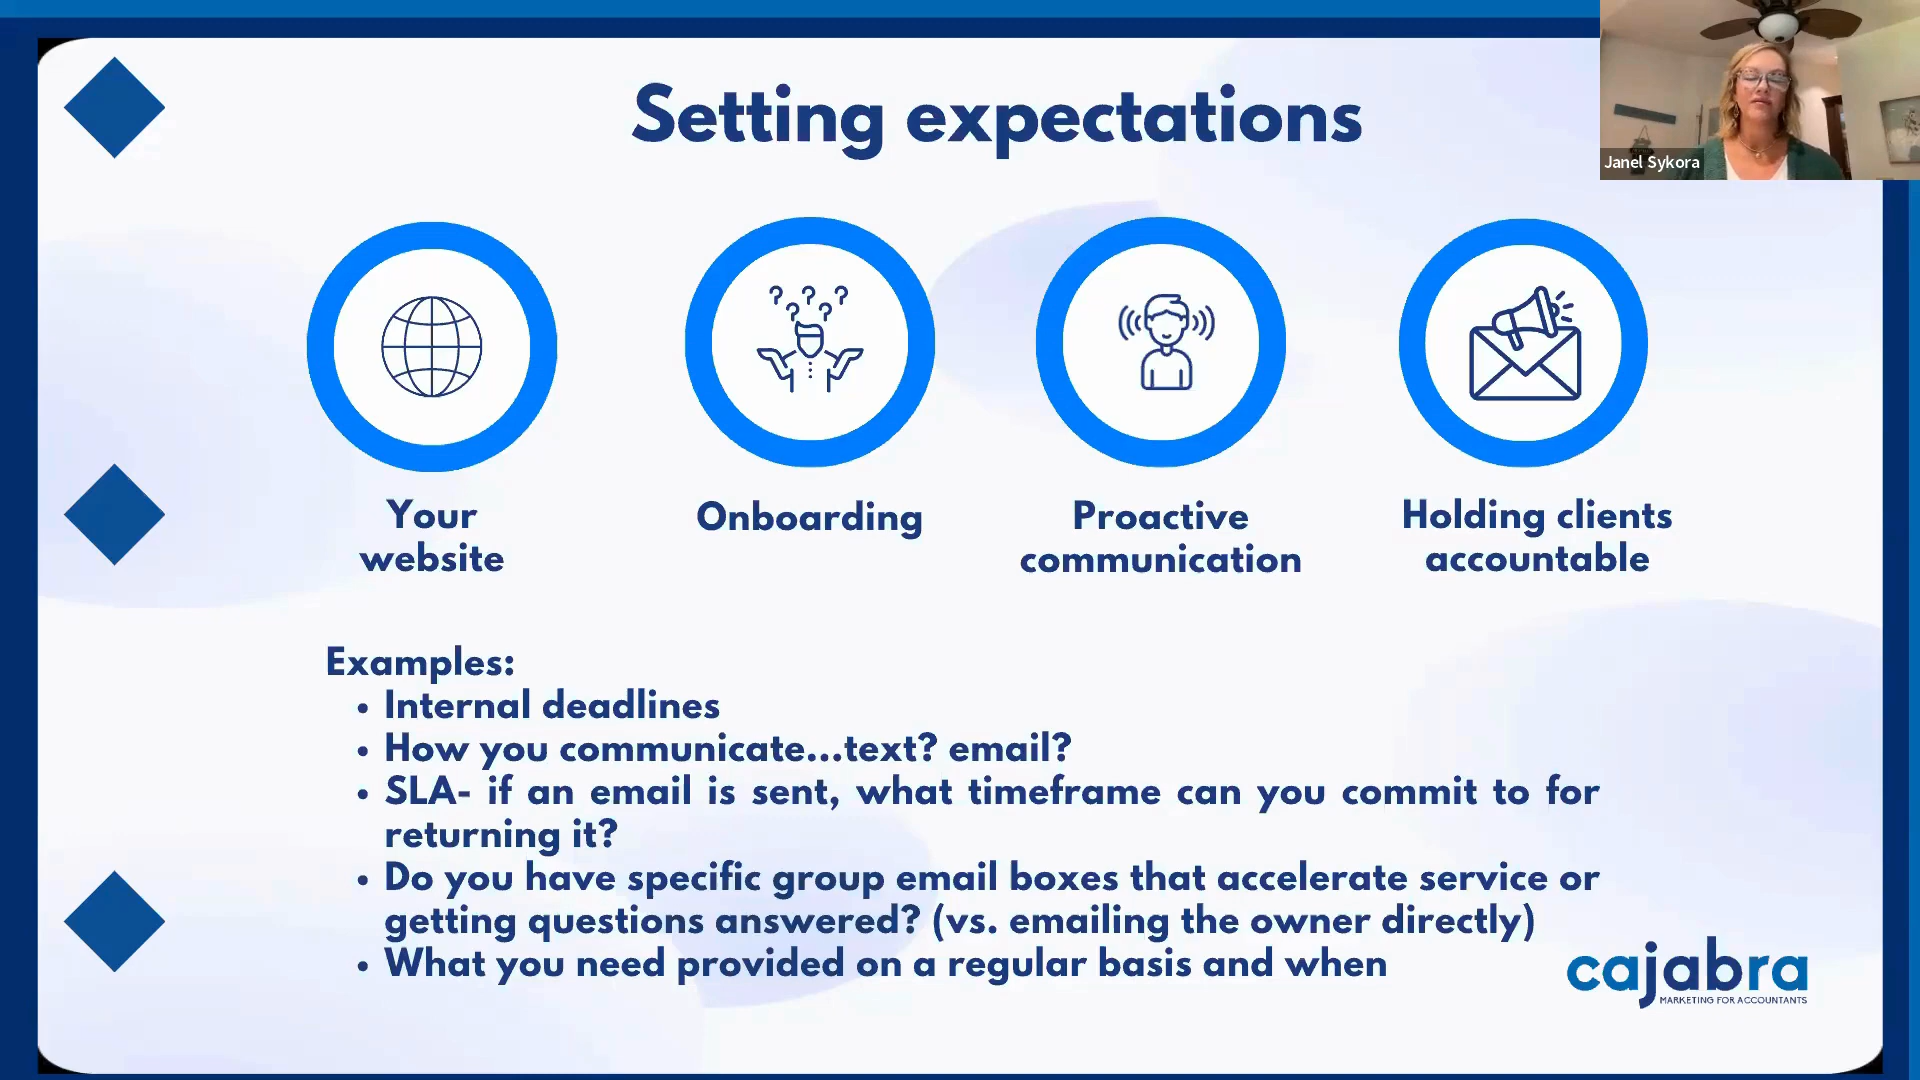 Setting expectations
Janel Sykora
Your
website
Onboarding
Proactive
communication
Holding clients
accountable
Examples:
• Internal deadlines
• How you communicate...text? email?
• SLA- if an email is sent, what timeframe can you commit to for
returning it?
• Do you have specific group email boxes that accelerate service or
getting questions answered? (vs. emailing the owner directly)
• What you need provided on a regular basis and when
cajabra
MARKETING FOR ACCOUNTANTS